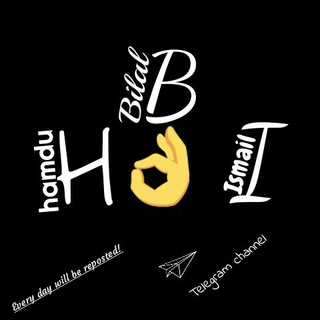 Bilal B
hamdu H
Ismail I
Every day will be reposted!
Telegram channel